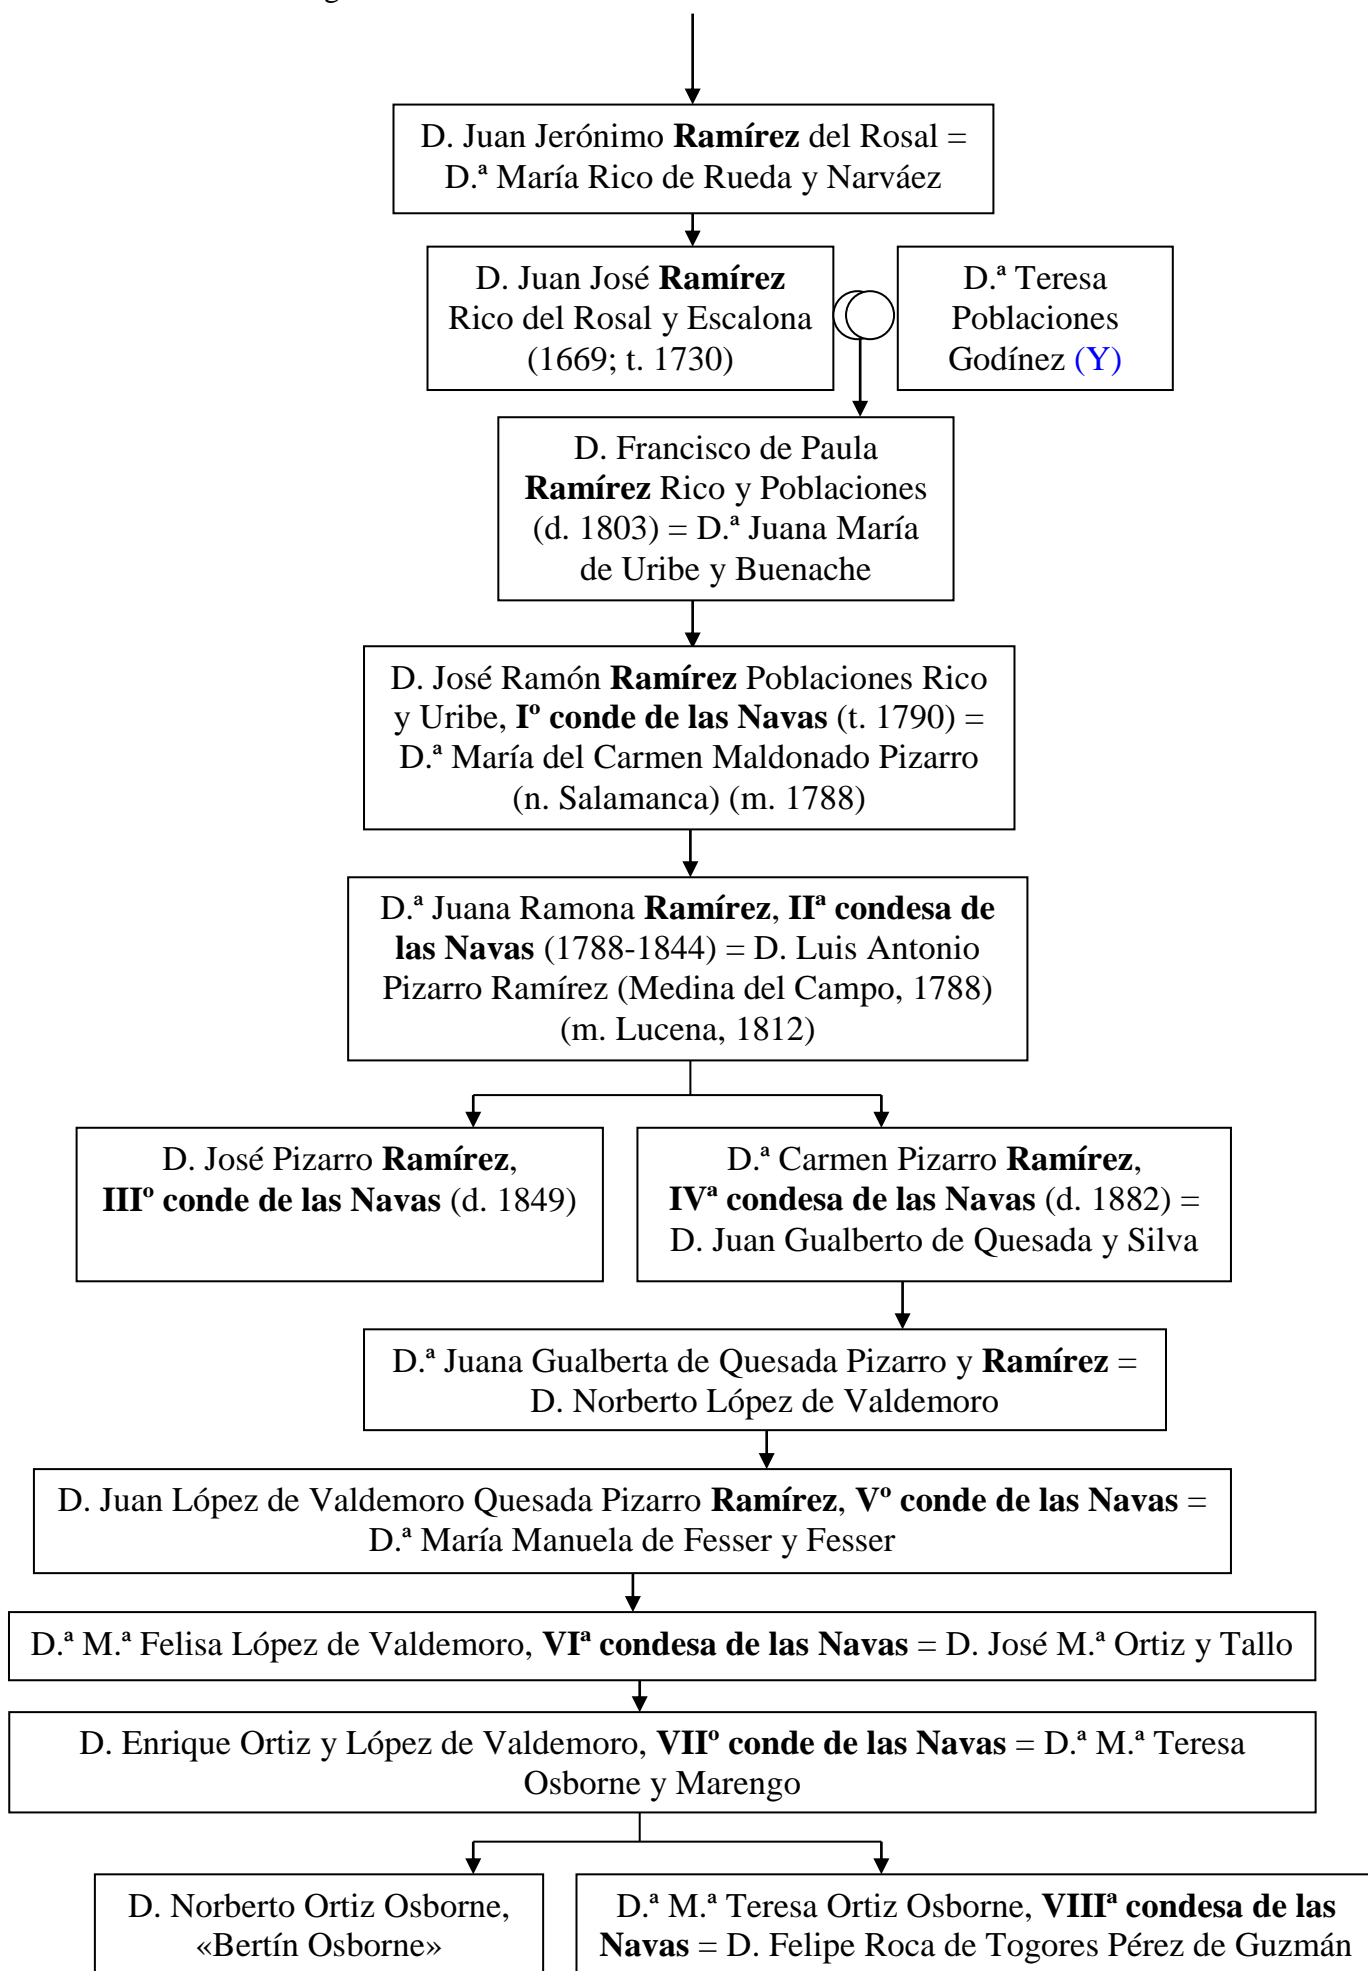 D. Juan Jerónimo Ramírez del Rosal =
D.ª María Rico de Rueda y Narváez
D. Juan José Ramírez
Rico del Rosal y Escalona
(1669; t. 1730)
D.ª Teresa
Poblaciones
Godínez (Y)
D. Francisco de Paula
Ramírez Rico y Poblaciones
(d. 1803) = D.ª Juana María
de Uribe y Buenache
D. José Ramón Ramírez Poblaciones Rico
y Uribe, Iº conde de las Navas (t. 1790) =
D.ª María del Carmen Maldonado Pizarro
(n. Salamanca) (m. 1788)
D.ª Juana Ramona Ramírez, IIª condesa de
las Navas (1788-1844) = D. Luis Antonio
Pizarro Ramírez (Medina del Campo, 1788)
(m. Lucena, 1812)
D. José Pizarro Ramírez,
IIIº conde de las Navas (d. 1849)
D.ª Carmen Pizarro Ramírez,
IVª condesa de las Navas (d. 1882) =
D. Juan Gualberto de Quesada y Silva
D.ª Juana Gualberta de Quesada Pizarro y Ramírez =
D. Norberto López de Valdemoro
D. Juan López de Valdemoro Quesada Pizarro Ramírez, Vº conde de las Navas =
D.ª María Manuela de Fesser y Fesser
D.ª M.ª Felisa López de Valdemoro, VIª condesa de las Navas = D. José M.ª Ortiz y Tallo
D. Enrique Ortiz y López de Valdemoro, VIIº conde de las Navas = D.ª M.ª Teresa
Osborne y Marengo
D. Norberto Ortiz Osborne,
«Bertín Osborne»
D.ª M.ª Teresa Ortiz Osborne, VIIIª condesa de las
Navas = D. Felipe Roca de Togores Pérez de Guzmán